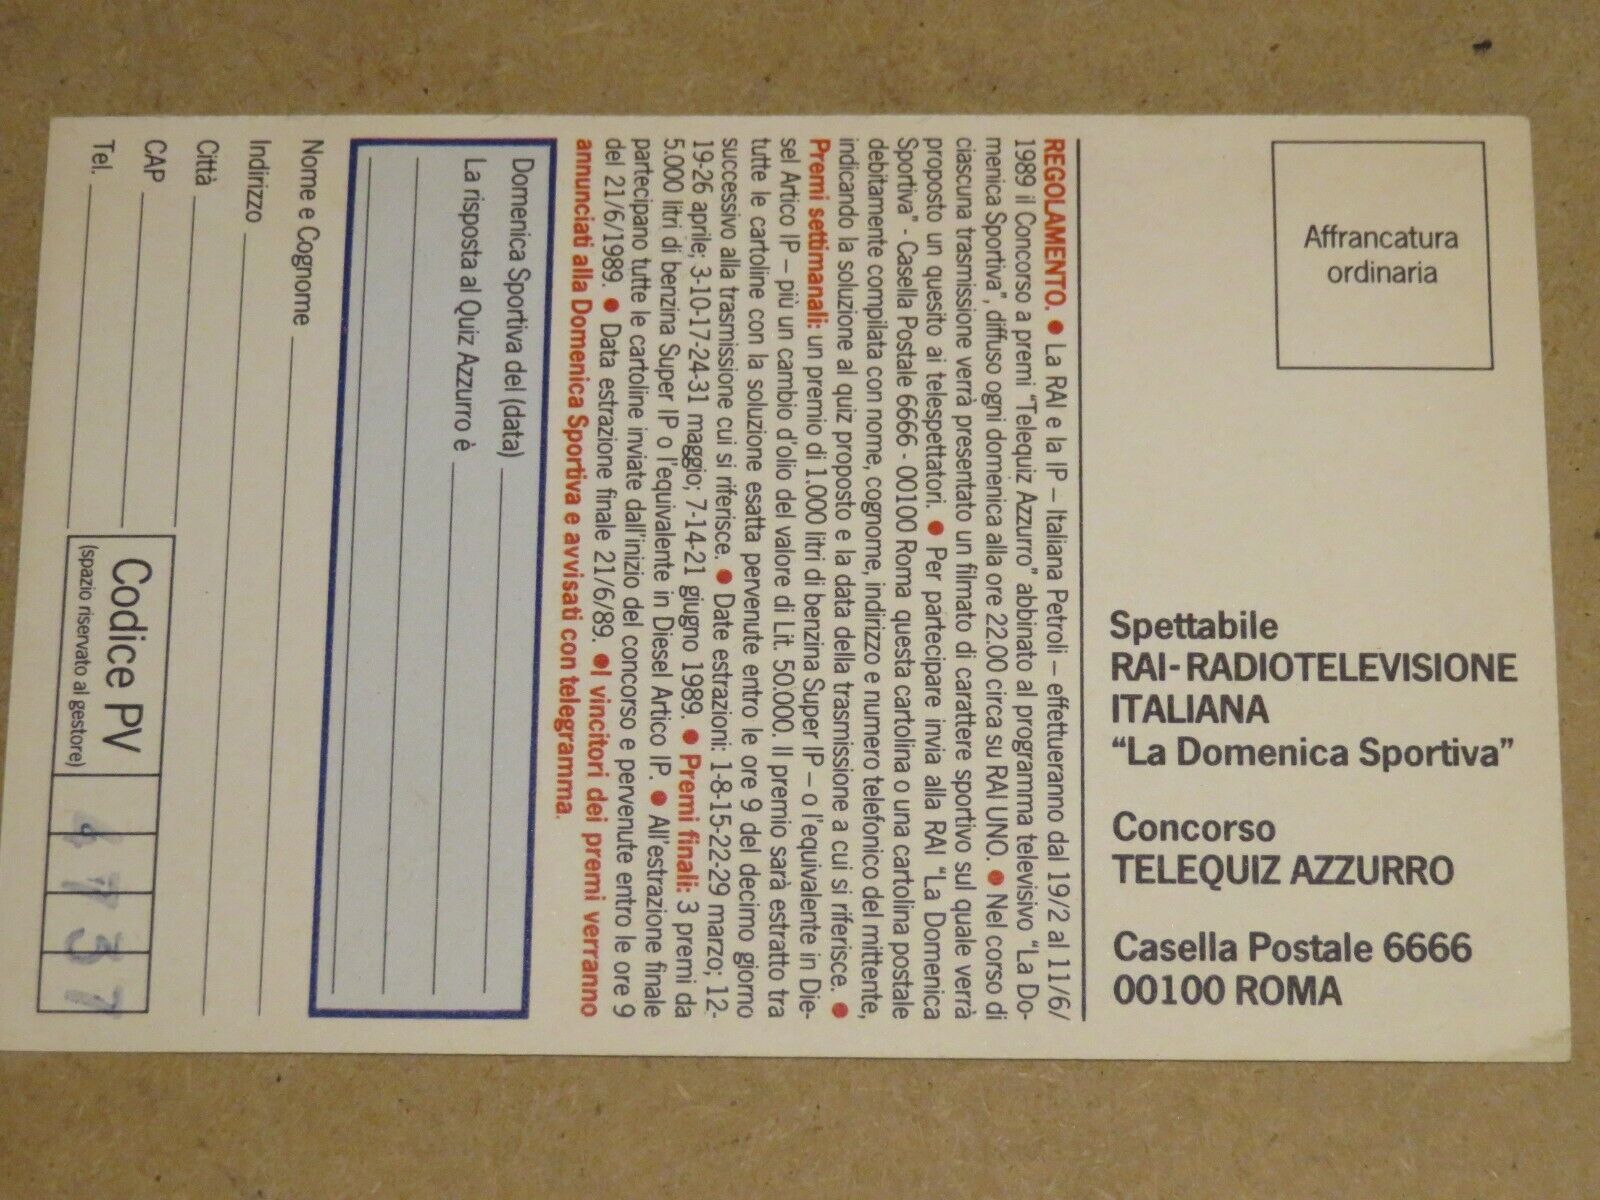 Affrancatura
ordinaria
Spettabile
RAI-RADIOTELEVISIONE
ITALIANA
“La Domenica Sportiva”
Concorso
TELEQUIZ AZZURRO
Casella Postale 6666
00100 ROMA
REGOLAMENTO. ● La RAI e la IP – Italiana Petroli – effettueranno dal 19/2 al 11/6/
1989 il Concorso a premi “Telequiz Azzurro” abbinato al programma televisivo “La Do-
menica Sportiva”, diffuso ogni domenica alla ore 22.00 circa su RAI UNO. ● Nel corso di
ciascuna trasmissione verrà presentato un filmato di carattere sportivo sul quale verrà
proposto un quesito ai telespettatori. ● Per partecipare invia alla RAI “La Domenica
Sportiva” - Casella Postale 6666 - 00100 Roma questa cartolina o una cartolina postale
debitamente compilata con nome, cognome, indirizzo e numero telefonico del mittente,
indicando la soluzione al quiz proposto e la data della trasmissione a cui si riferisce. ●
Premi settimanali: un premio di 1.000 litri di benzina Super IP – o l’equivalente in Die-
sel Artico IP – più un cambio d’olio del valore di Lit. 50.000. Il premio sarà estratto tra
tutte le cartoline con la soluzione esatta pervenute entro le ore 9 del decimo giorno
successivo alla trasmissione cui si riferisce. ● Date estrazioni: 1-8-15-22-29 marzo; 12-
19-26 aprile; 3-10-17-24-31 maggio; 7-14-21 giugno 1989. ● Premi finali: 3 premi da
5.000 litri di benzina Super IP o l’equivalente in Diesel Artico IP. ● All’estrazione finale
partecipano tutte le cartoline inviate dall’inizio del concorso e pervenute entro le ore 9
del 21/6/1989. ● Data estrazione finale 21/6/89. ● I vincitori dei premi verranno
annunciati alla Domenica Sportiva e avvisati con telegramma.
Domenica Sportiva del (data)
La risposta al Quiz Azzurro è
Nome e Cognome
Indirizzo
Città
CAP
Tel.
Codice PV
(spazio riservato al gestore)
737